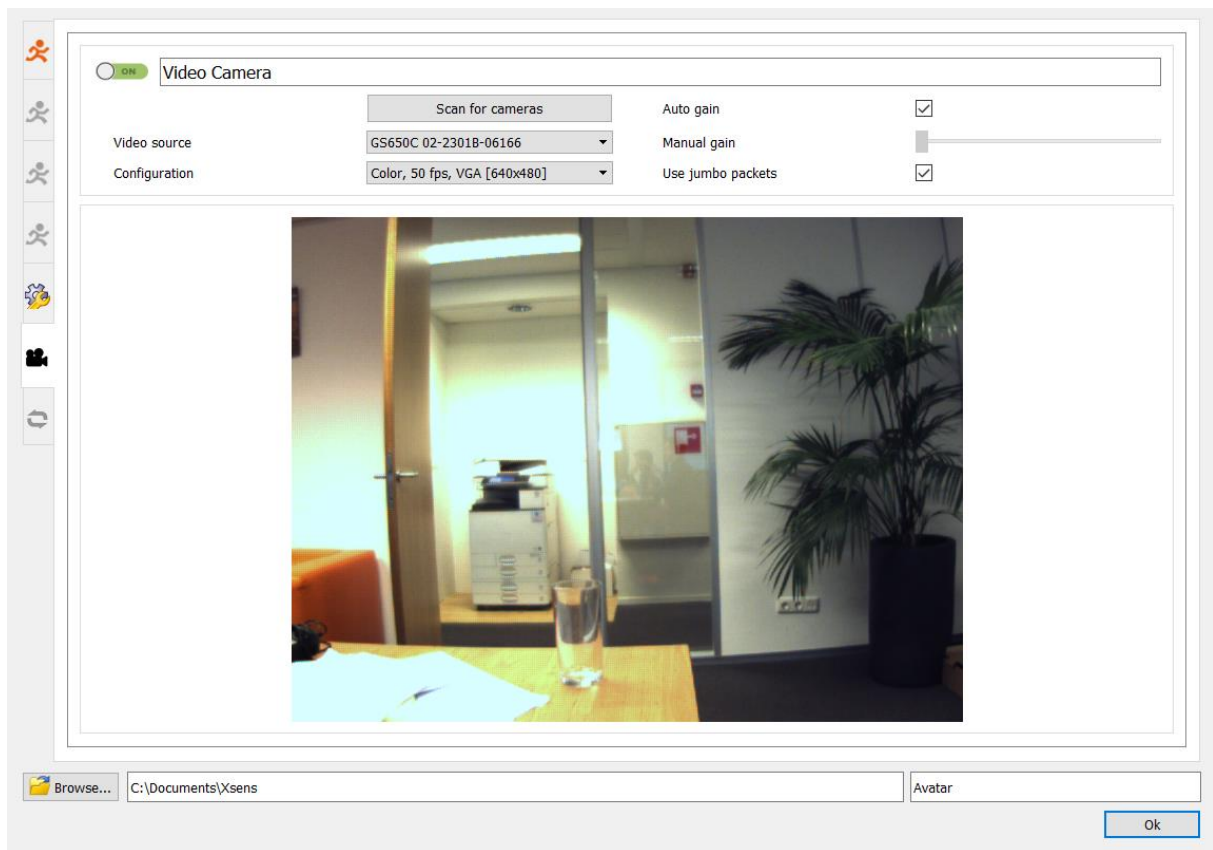 ON Video Camera
Scan for cameras Auto gain
Video source GS650C 02-2301B-06166 Manual gain
Configuration Color, 50 fps, VGA [640x480] Use jumbo packets
Browse... C:\Documents\Xsens Avatar
Ok